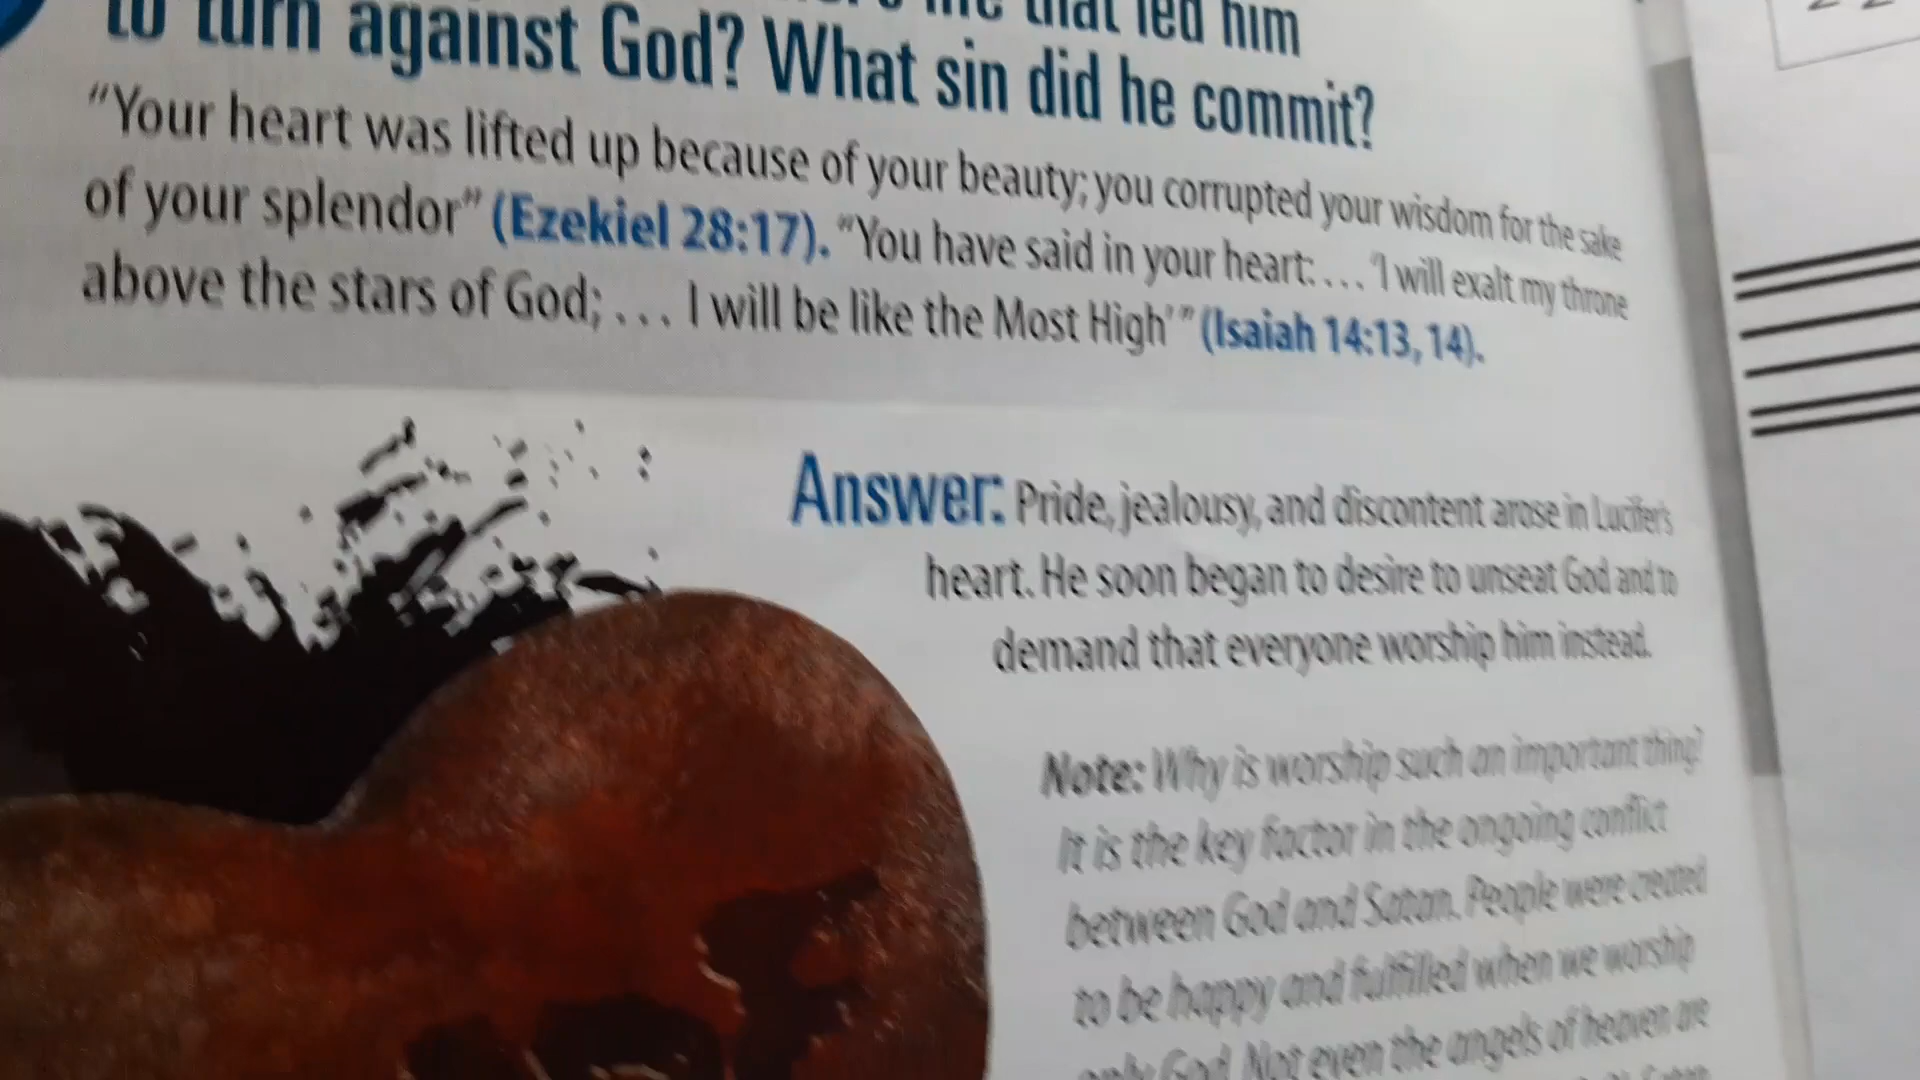 life that led him
to turn against God? What sin did he commit?
“Your heart was lifted up because of your beauty; you corrupted your wisdom for the sake
of your splendor” (Ezekiel 28:17). “You have said in your heart: . . . ‘I will exalt my throne
above the stars of God; . . . I will be like the Most High’ ” (Isaiah 14:13, 14).
Answer: Pride, jealousy, and discontent arose in Lucifer's
heart. He soon began to desire to unseat God and to
demand that everyone worship him instead.
Note: Why is worship such an important thing?
It is the key factor in the ongoing conflict
between God and Satan. People were created
to be happy and fulfilled when we worship
only God. Not even the angels of heaven are